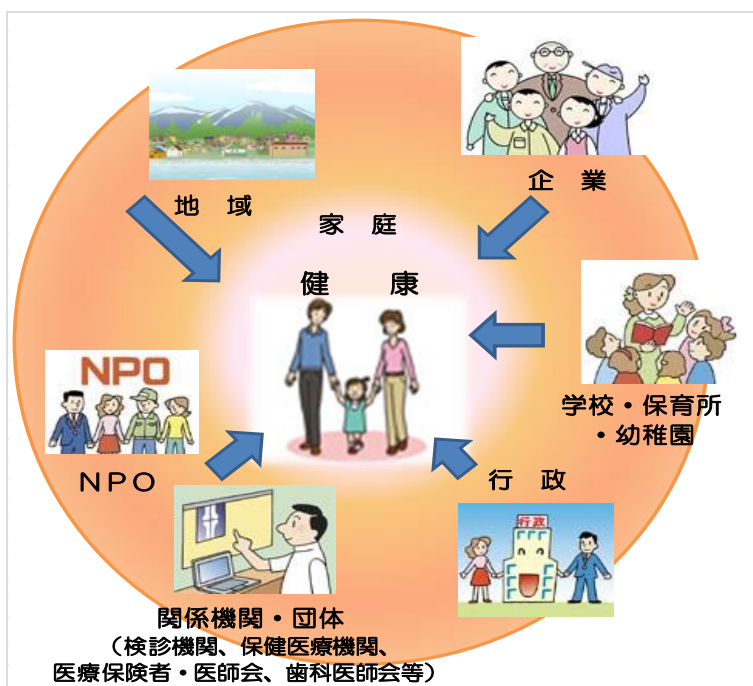 地 域
企 業
家 庭
健 康
学校・保育所
・幼稚園
NPO
NPO
行 政
行政
関係機関・団体
(検診機関、保健医療機関、
医療保険者・医師会、歯科医師会等)